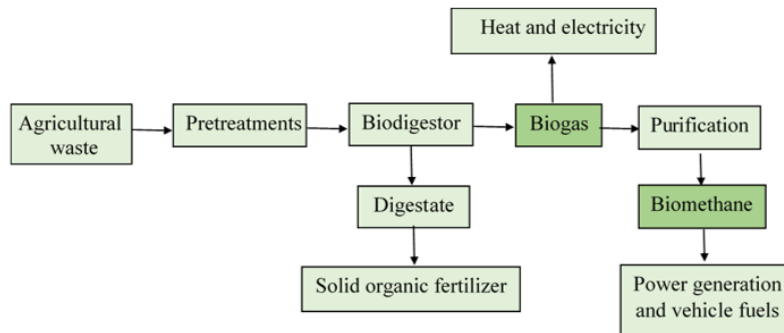 Heat and electricity
Agricultural
waste
Pretreatments
Biodigestor
Biogas
Purification
Digestate
Biomethane
Solid organic fertilizer
Power generation
and vehicle fuels